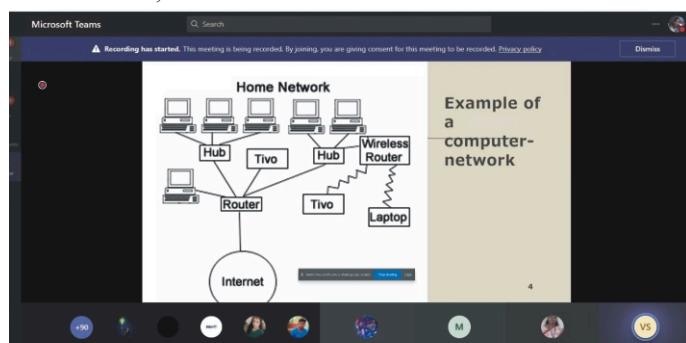 Microsoft Teams
Search
Recording has started. This meeting is being recorded. By joining, you are giving consent for this meeting to be recorded. Privacy policy
Dismiss
Home Network
Example of
a
computer-
network
Hub
Tivo
Hub
Wireless
Router
Router
Tivo
Laptop
Internet
Stop sharing
4
+90
M
VS